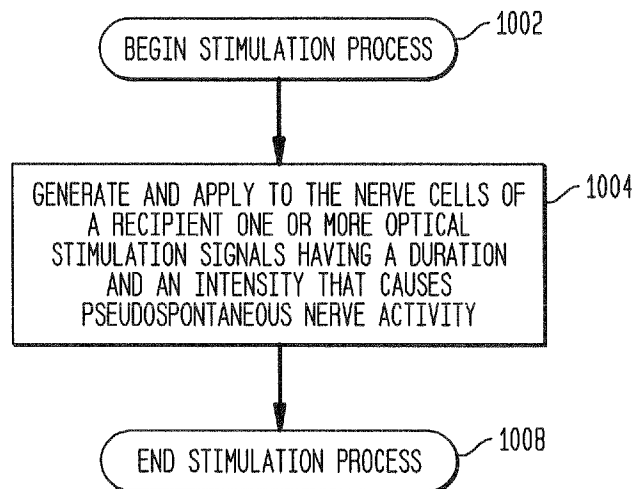 BEGIN STIMULATION PROCESS
1002
GENERATE AND APPLY TO THE NERVE CELLS OF
A RECIPIENT ONE OR MORE OPTICAL
STIMULATION SIGNALS HAVING A DURATION
AND AN INTENSITY THAT CAUSES
PSEUDOSPONTANEOUS NERVE ACTIVITY
1004
END STIMULATION PROCESS
1008